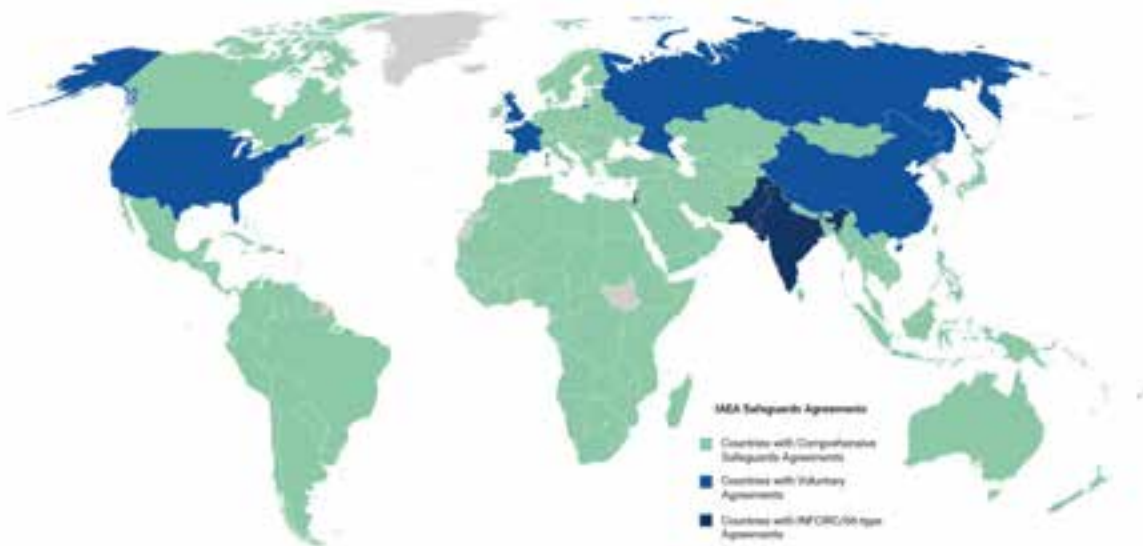 IAEA Safeguards Agreements
Countries with Comprehensive
Safeguards Agreements
Countries with Voluntary
Agreements
Countries with INFCIRC/66-type
Agreements